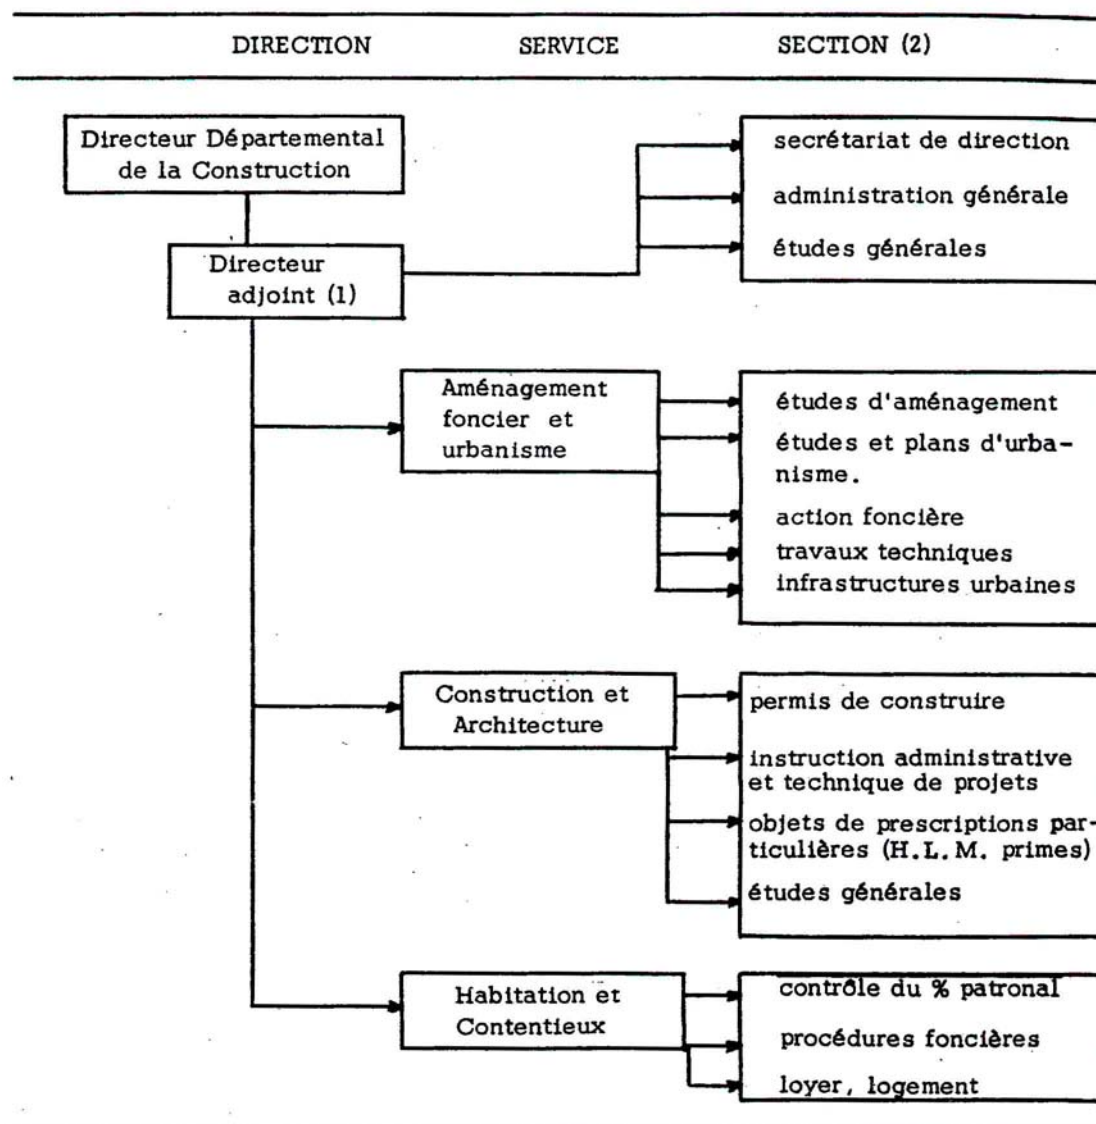 DIRECTION SERVICE SECTION (2)
Directeur Départemental
de la Construction
Directeur
adjoint (1)
secrétariat de direction
administration générale
études générales
Aménagement
foncier et
urbanisme
études d'aménagement
études et plans d'urba-
nisme.
action foncière
travaux techniques
infrastructures urbaines
Construction et
Architecture
permis de construire
instruction administrative
et technique de projets
objets de prescriptions par-
ticulières (H.L.M. primes)
études générales
Habitation et
Contentieux
contrôle du % patronal
procédures foncières
loyer, logement